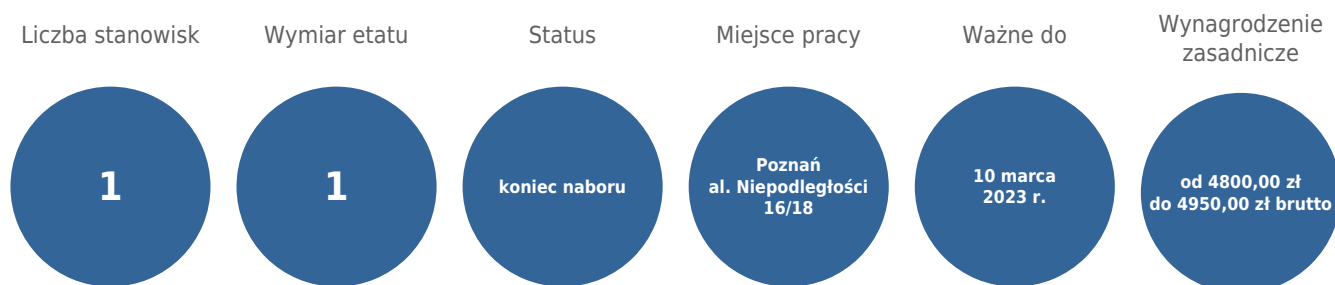 Liczba stanowisk
1
Wymiar etatu
1
Status
koniec naboru
Miejsce pracy
Poznań
al. Niepodległości
16/18
Ważne do
10 marca
2023 r.
Wynagrodzenie
zasadnicze
od 4800,00 zł
do 4950,00 zł brutto